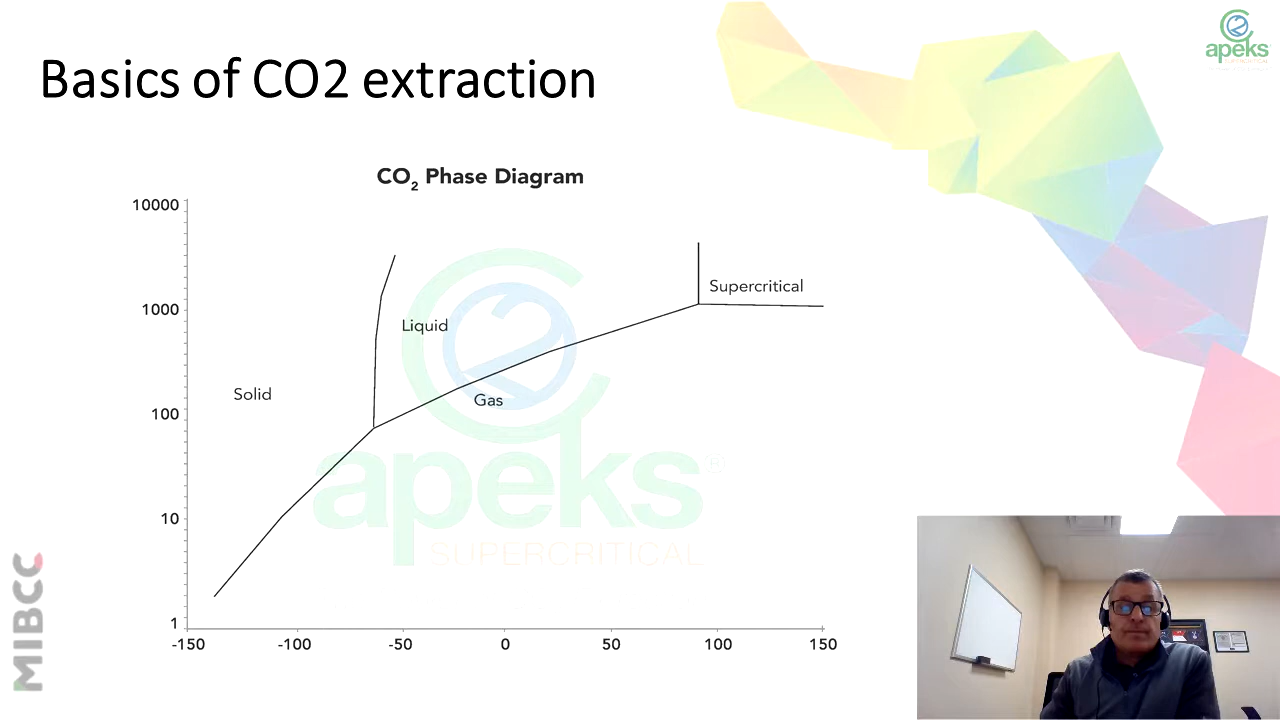 Basics of CO2 extraction
apeks
SUPERCRITICAL
CO2 Phase Diagram
10000
1000
100
10
1
-150
-100
-50
0
50
100
150
Solid
Liquid
Gas
Supercritical
apeks®
SUPERCRITICAL
MIBCC